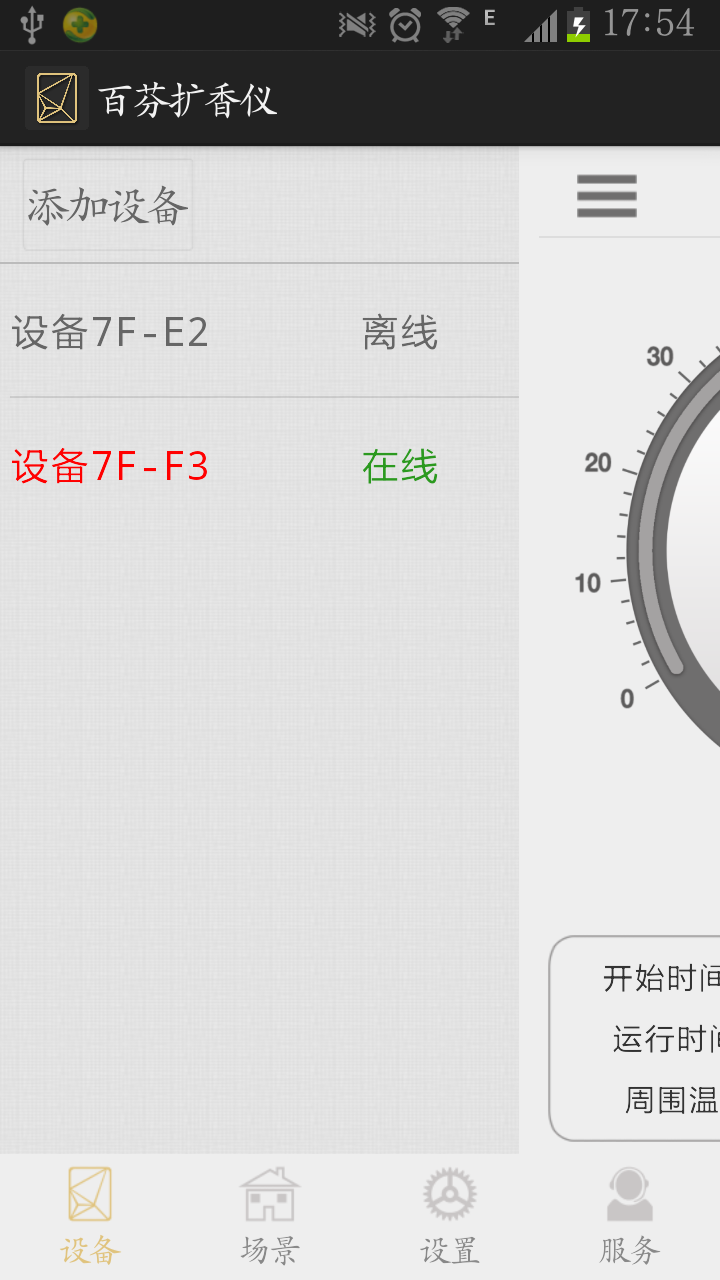 E 17:54
百芬扩香仪
添加设备
设备7F-E2 离线
设备7F-F3 在线
30
20
10
0
开始时间
运行时间
周围温
设备 场景 设置 服务